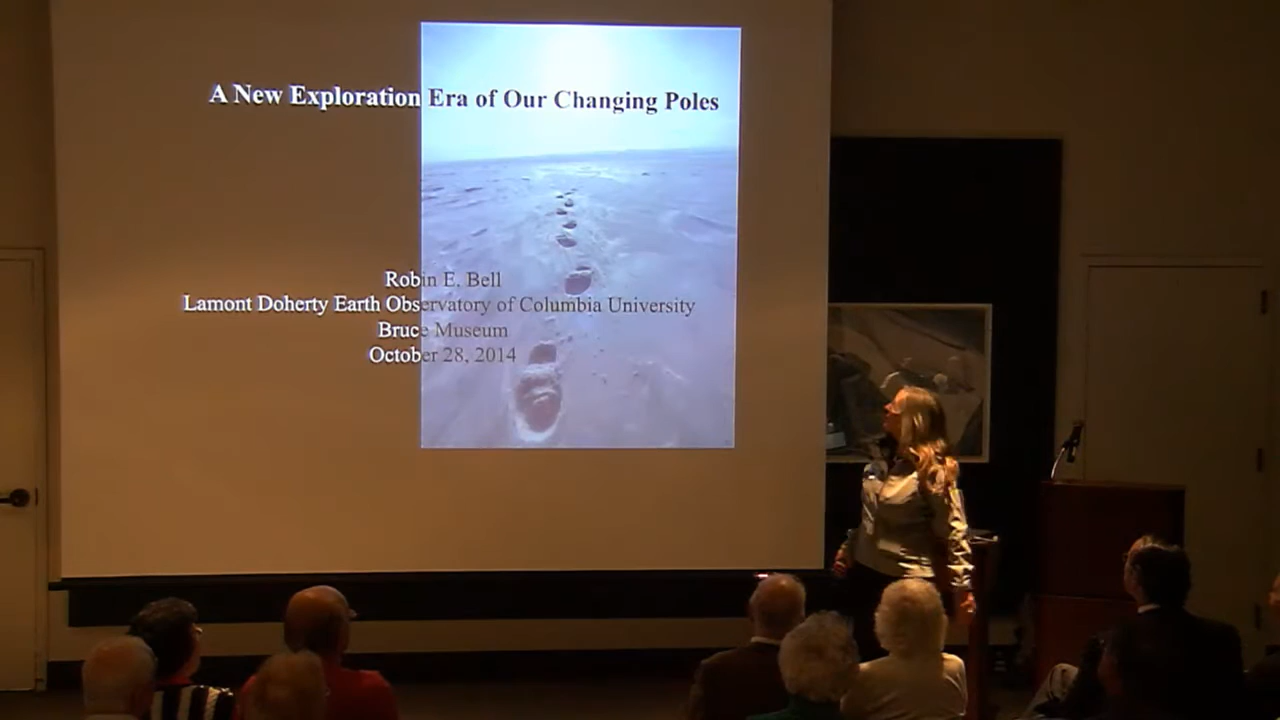 A New Exploration Era of Our Changing Poles
Robin E. Bell
Lamont Doherty Earth Observatory of Columbia University
Bruce Museum
October 28, 2014